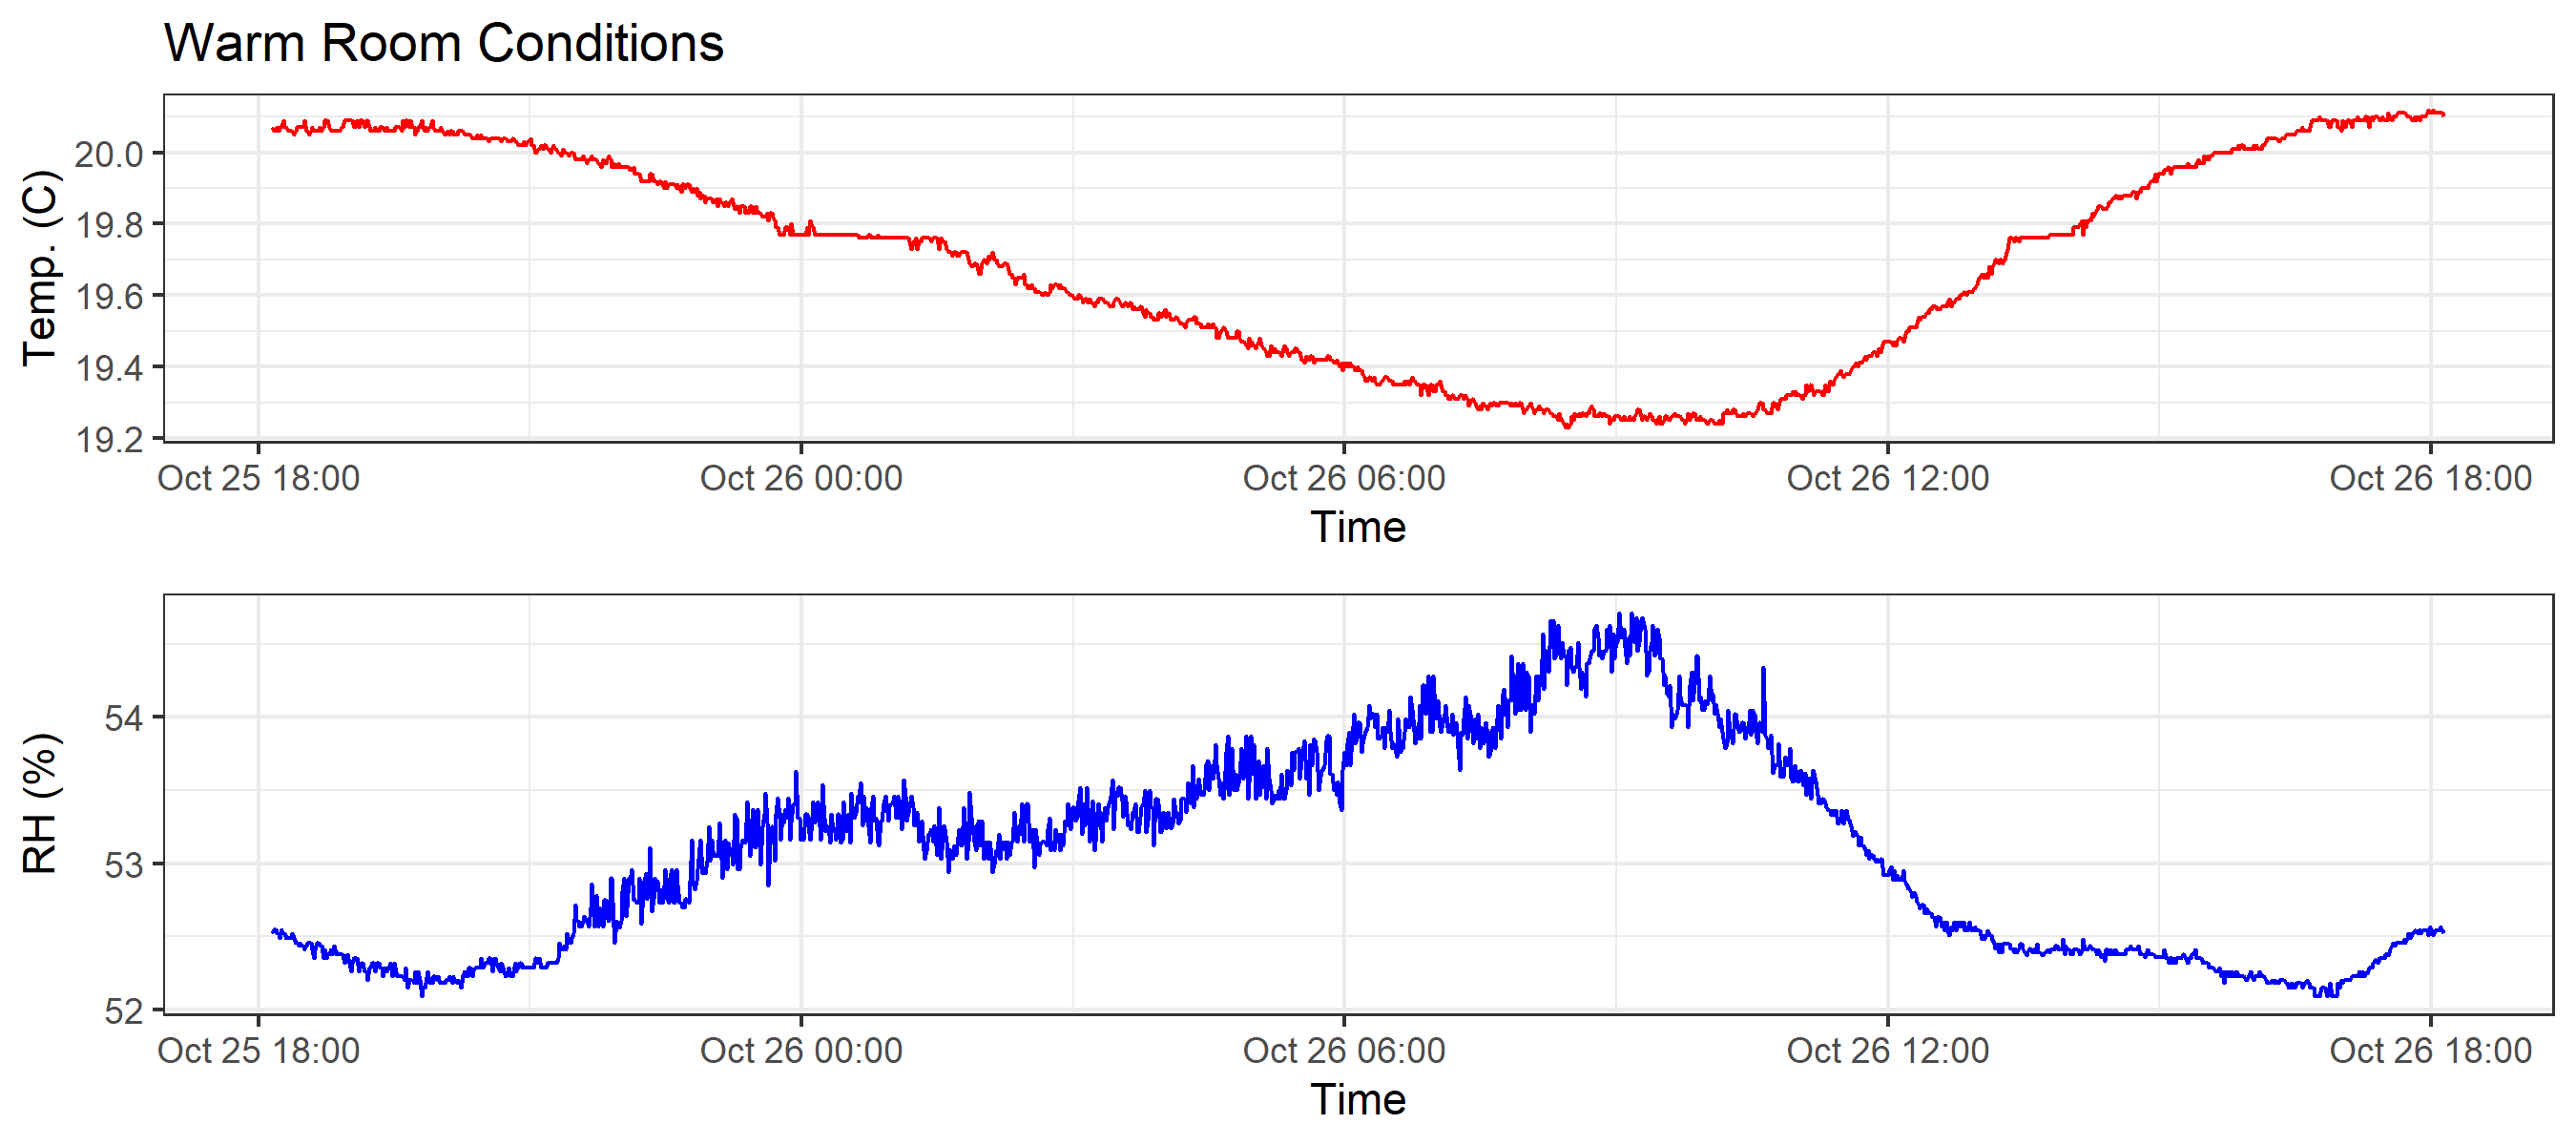 Warm Room Conditions
Temp. (C)
20.0
19.8
19.6
19.4
19.2
Oct 25 18:00 Oct 26 00:00 Oct 26 06:00 Oct 26 12:00 Oct 26 18:00
Time
RH (%)
54
53
52
Oct 25 18:00 Oct 26 00:00 Oct 26 06:00 Oct 26 12:00 Oct 26 18:00
Time